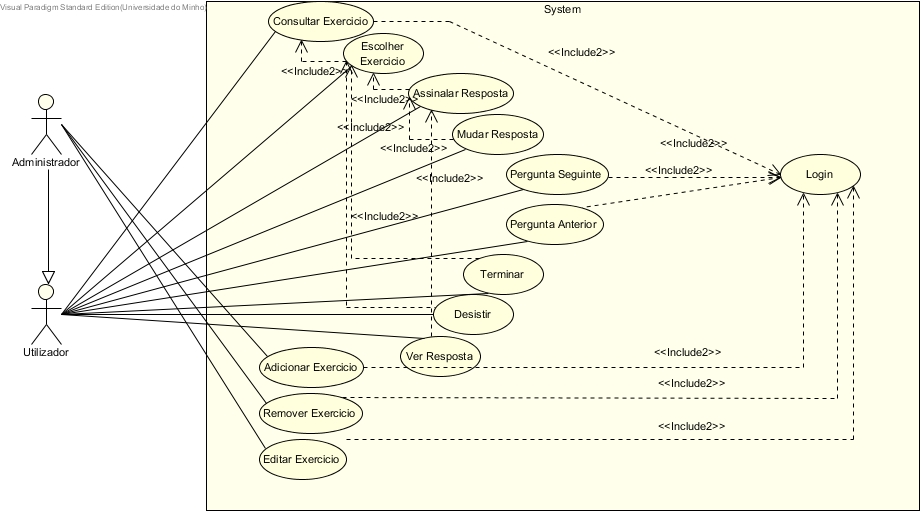 Visual Paradigm Standard Edition(Universidade do Minho)
System
Consultar Exercicio
Escolher
Exercicio
<<Include2>>
<<Include2>>
Assinalar Resposta
<<Include2>>
<<Include2>>
Mudar Resposta
<<Include2>>
<<Include2>>
Administrador
Pergunta Seguinte
<<Include2>>
Login
<<Include2>>
<<Include2>>
Pergunta Anterior
Terminar
Desistir
Utilizador
Ver Resposta
<<Include2>>
Adicionar Exercicio
<<Include2>>
Remover Exercicio
<<Include2>>
Editar Exercicio